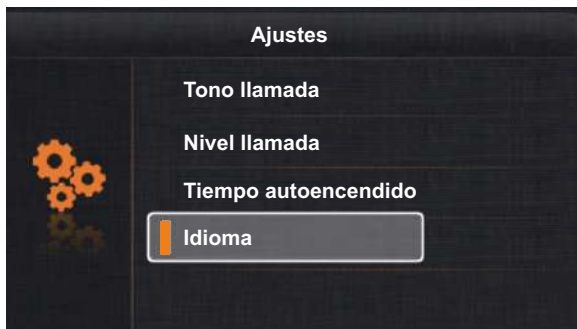 Ajustes
Tono llamada
Nivel llamada
Tiempo autoencendido
Idioma